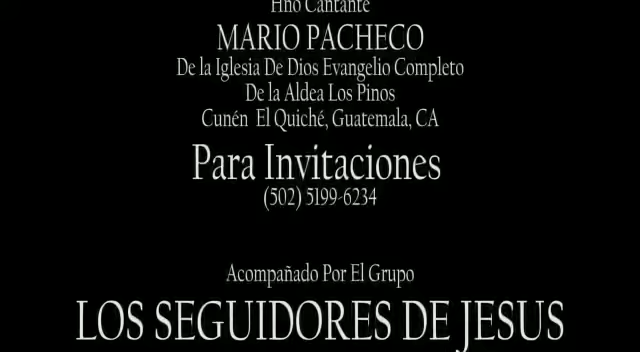 Hno Cantante
MARIO PACHECO
De la Iglesia De Dios Evangelio Completo
De la Aldea Los Pinos
Cunén El Quiché, Guatemala, CA
Para Invitaciones
(502) 5199-6234
Acompañado Por El Grupo
LOS SEGUIDORES DE JESUS